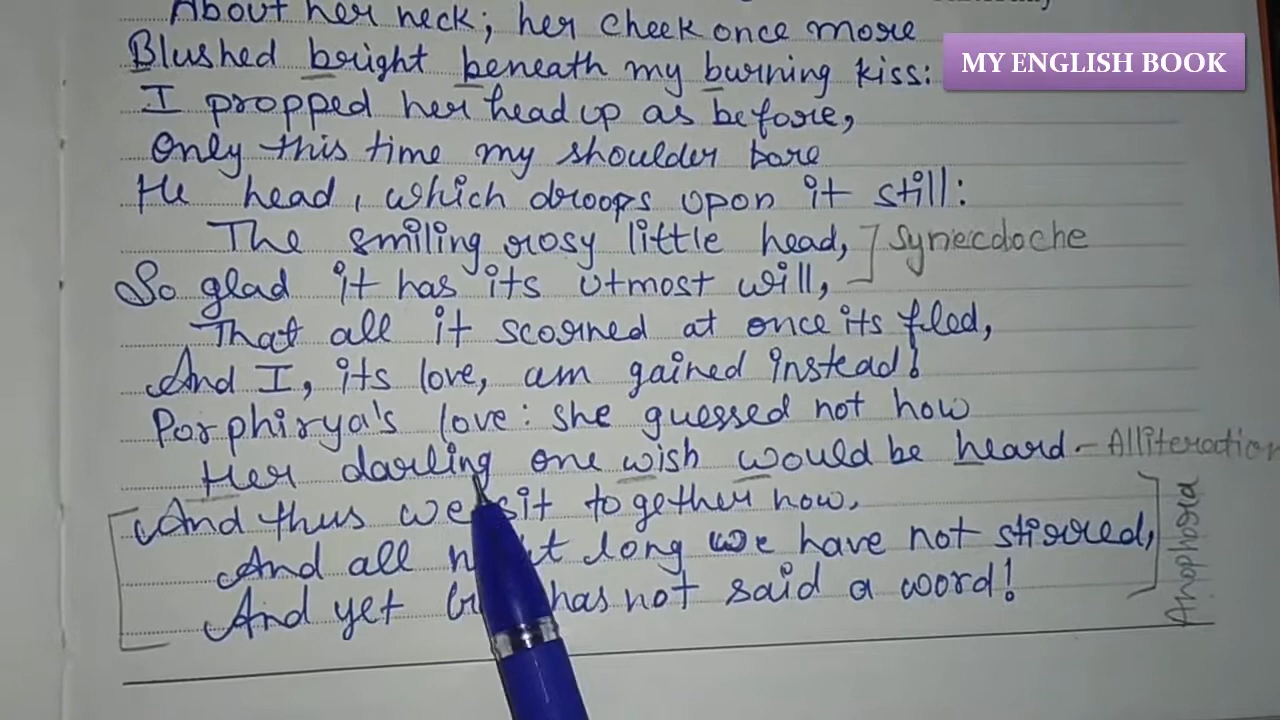 About her neck; her cheek once more
Blushed bright beneath my burning kiss:
MY ENGLISH BOOK
I propped her head up as before,
Only this time my shoulder bore
He head, which droops upon it still:
The smiling rosy little head, Synecdoche
So glad it has its utmost will,
That all it scorned at once its fled,
And I, its love, am gained instead!
Porphirya's love: she guessed not how
Her darling one wish would be heard - Alliteration
And thus we sit together now.
And all long we have not stirred,
And yet has not said a word!
Anaphora